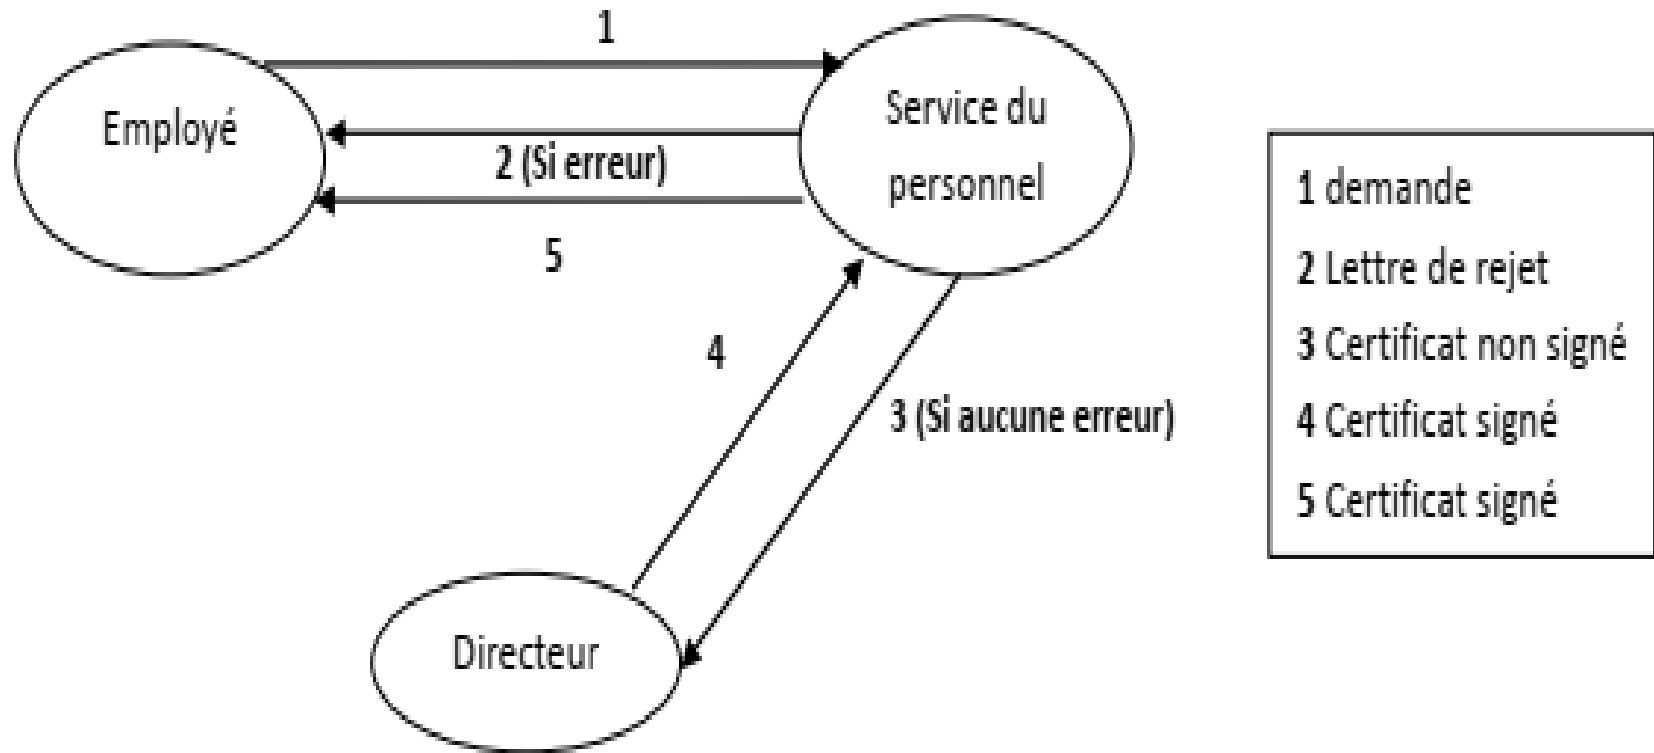 1
Employé
Service du
personnel
2 (Si erreur)
5
4
3 (Si aucune erreur)
Directeur
1 demande
2 Lettre de rejet
3 Certificat non signé
4 Certificat signé
5 Certificat signé